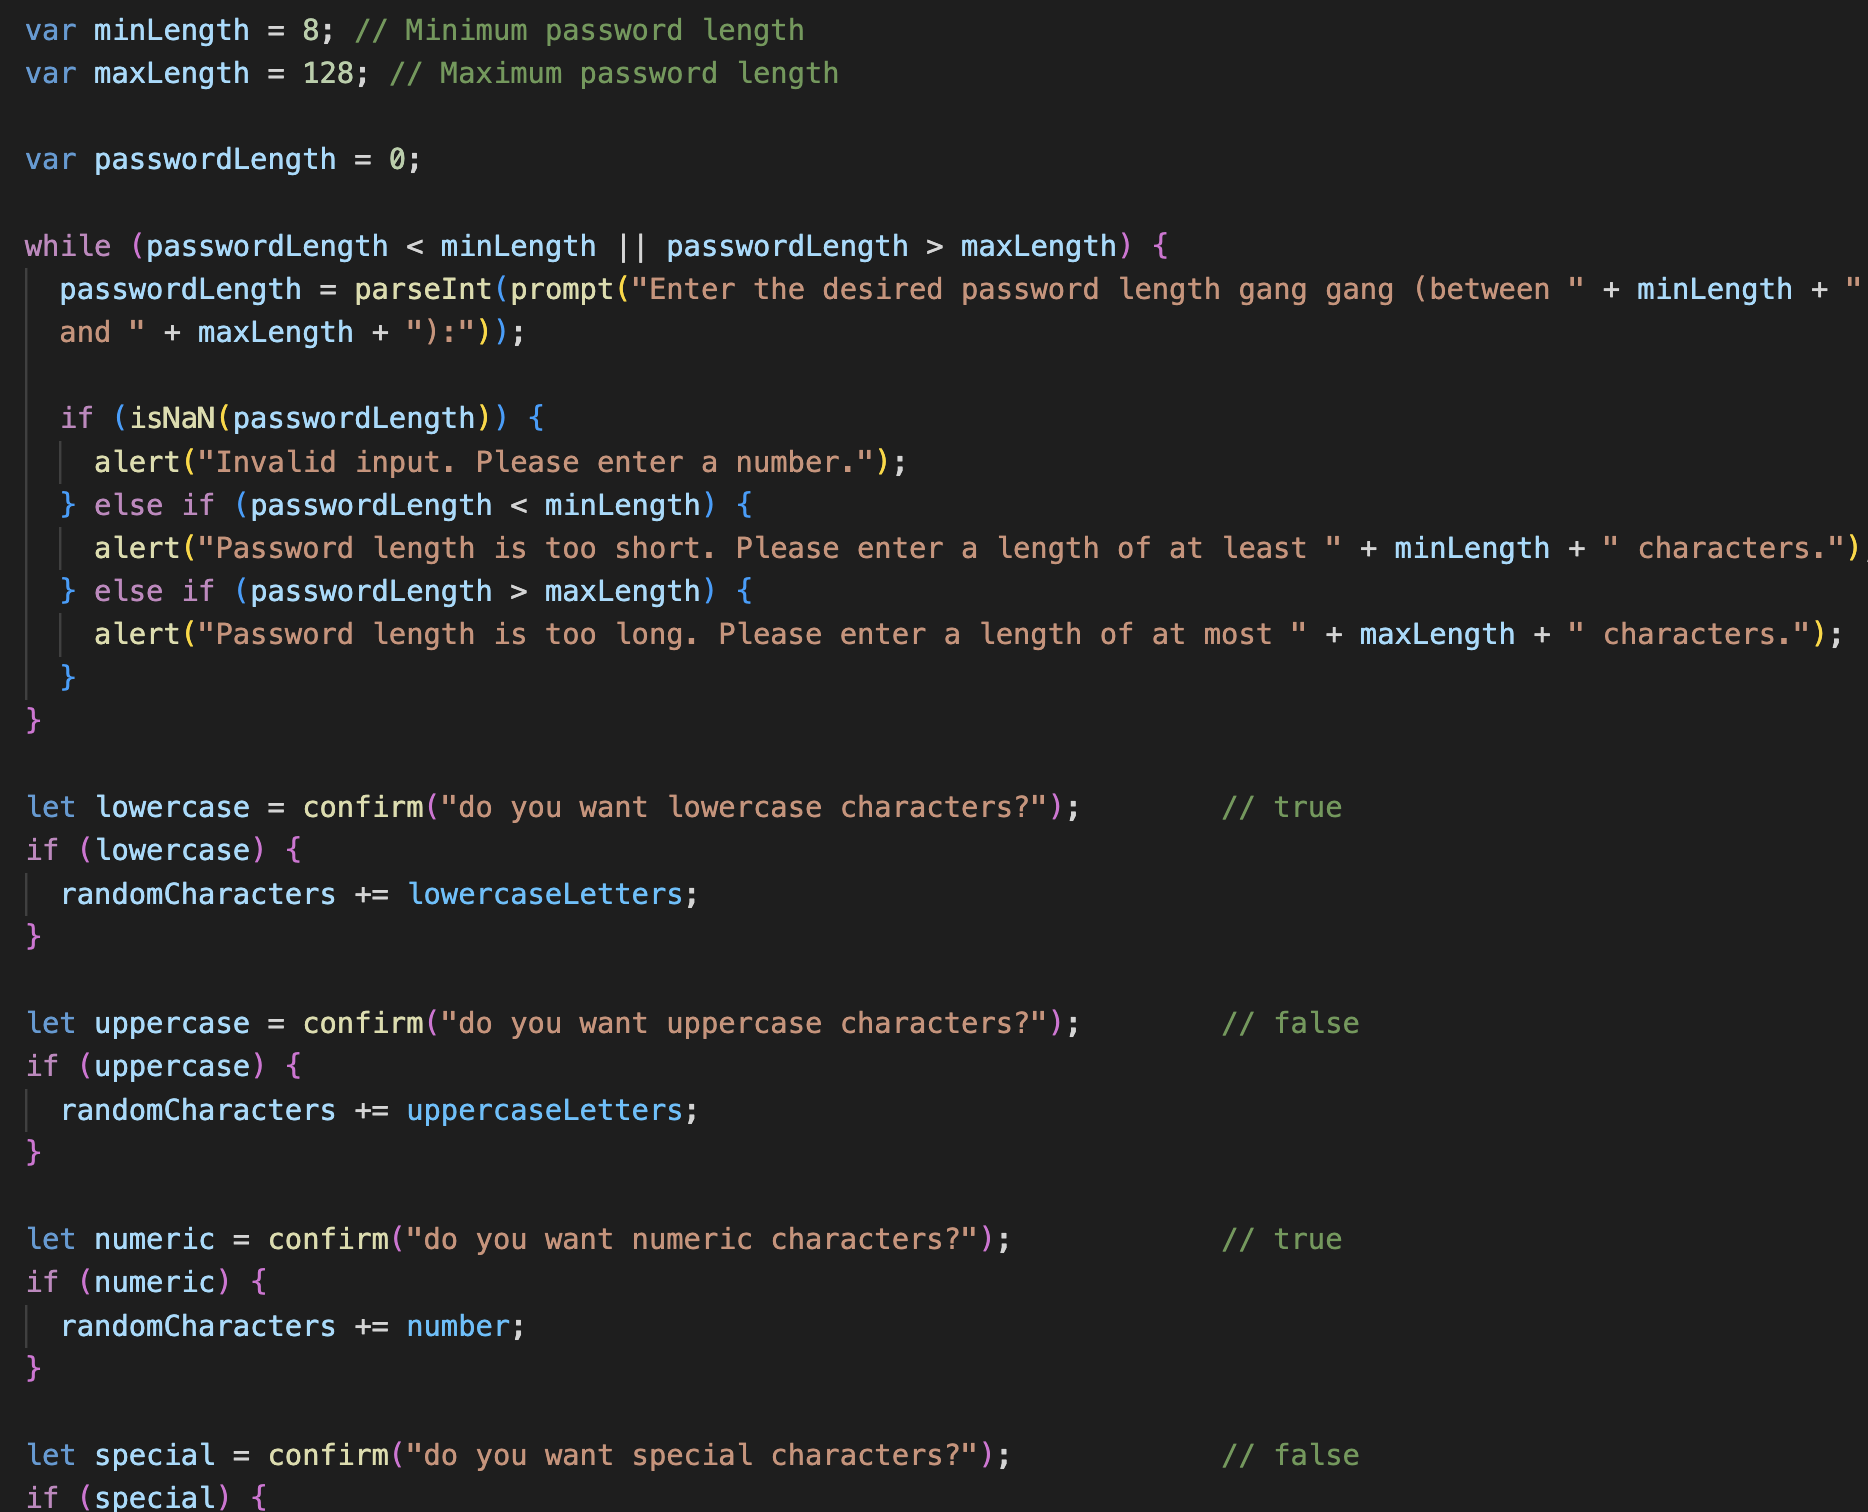 var minLength = 8; // Minimum password length
var maxLength = 128; // Maximum password length
var passwordLength = 0;
while (passwordLength < minLength || passwordLength > maxLength) {
passwordLength = parseInt(prompt("Enter the desired password length gang gang (between " + minLength + "
and " + maxLength + "):"));
if (isNaN(passwordLength)) {
alert("Invalid input. Please enter a number.");
} else if (passwordLength < minLength) {
alert("Password length is too short. Please enter a length of at least " + minLength + " characters.")
} else if (passwordLength > maxLength) {
alert("Password length is too long. Please enter a length of at most " + maxLength + " characters.");
}
}
let lowercase = confirm("do you want lowercase characters?"); // true
if (lowercase) {
randomCharacters += lowercaseLetters;
}
let uppercase = confirm("do you want uppercase characters?"); // false
if (uppercase) {
randomCharacters += uppercaseLetters;
}
let numeric = confirm("do you want numeric characters?"); // true
if (numeric) {
randomCharacters += number;
}
let special = confirm("do you want special characters?"); // false
if (special) {